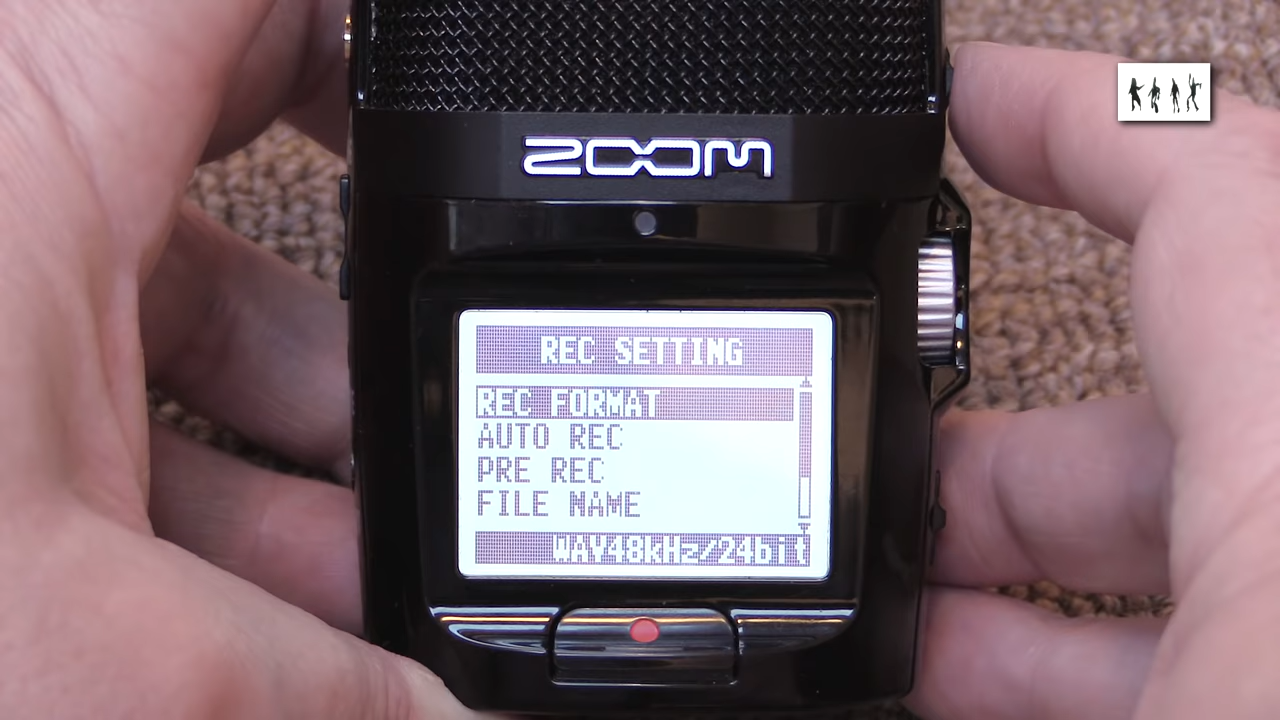 ZOOM
REC SETTING
REC FORMAT
AUTO REC
PRE REC
FILE NAME
WAV48kHz/24bit